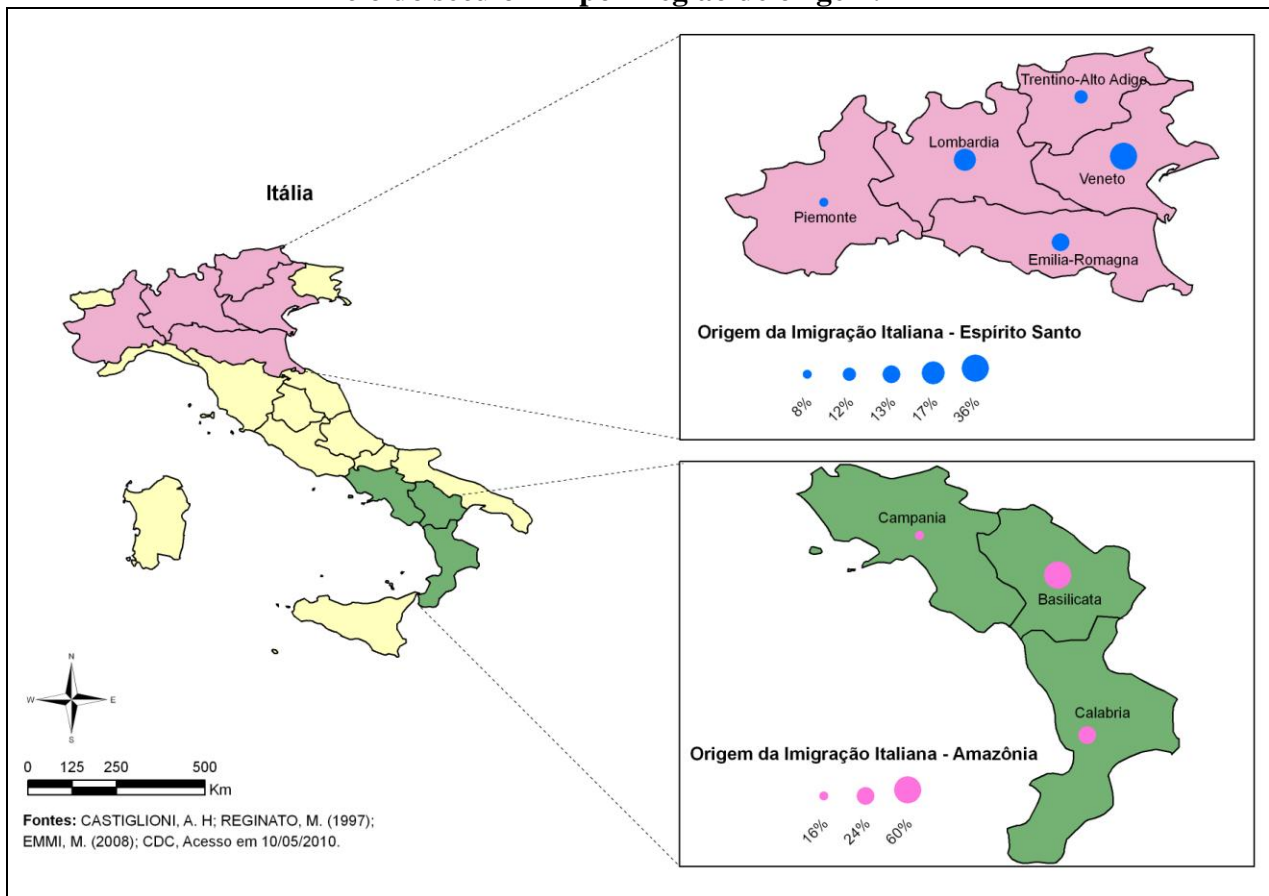 Itália
Trentino-Alto Adige
Lombardia
Veneto
Piemonte
Emilia-Romagna
Origem da Imigração Italiana - Espírito Santo
8% 12% 13% 17% 36%
Campania
Basilicata
Calabria
Origem da Imigração Italiana - Amazônia
16% 24% 60%
N
W E
S
0 125 250 500
Km
Fontes: CASTIGLIONI, A. H; REGINATO, M. (1997);
EMMI, M. (2008); CDC, Acesso em 10/05/2010.